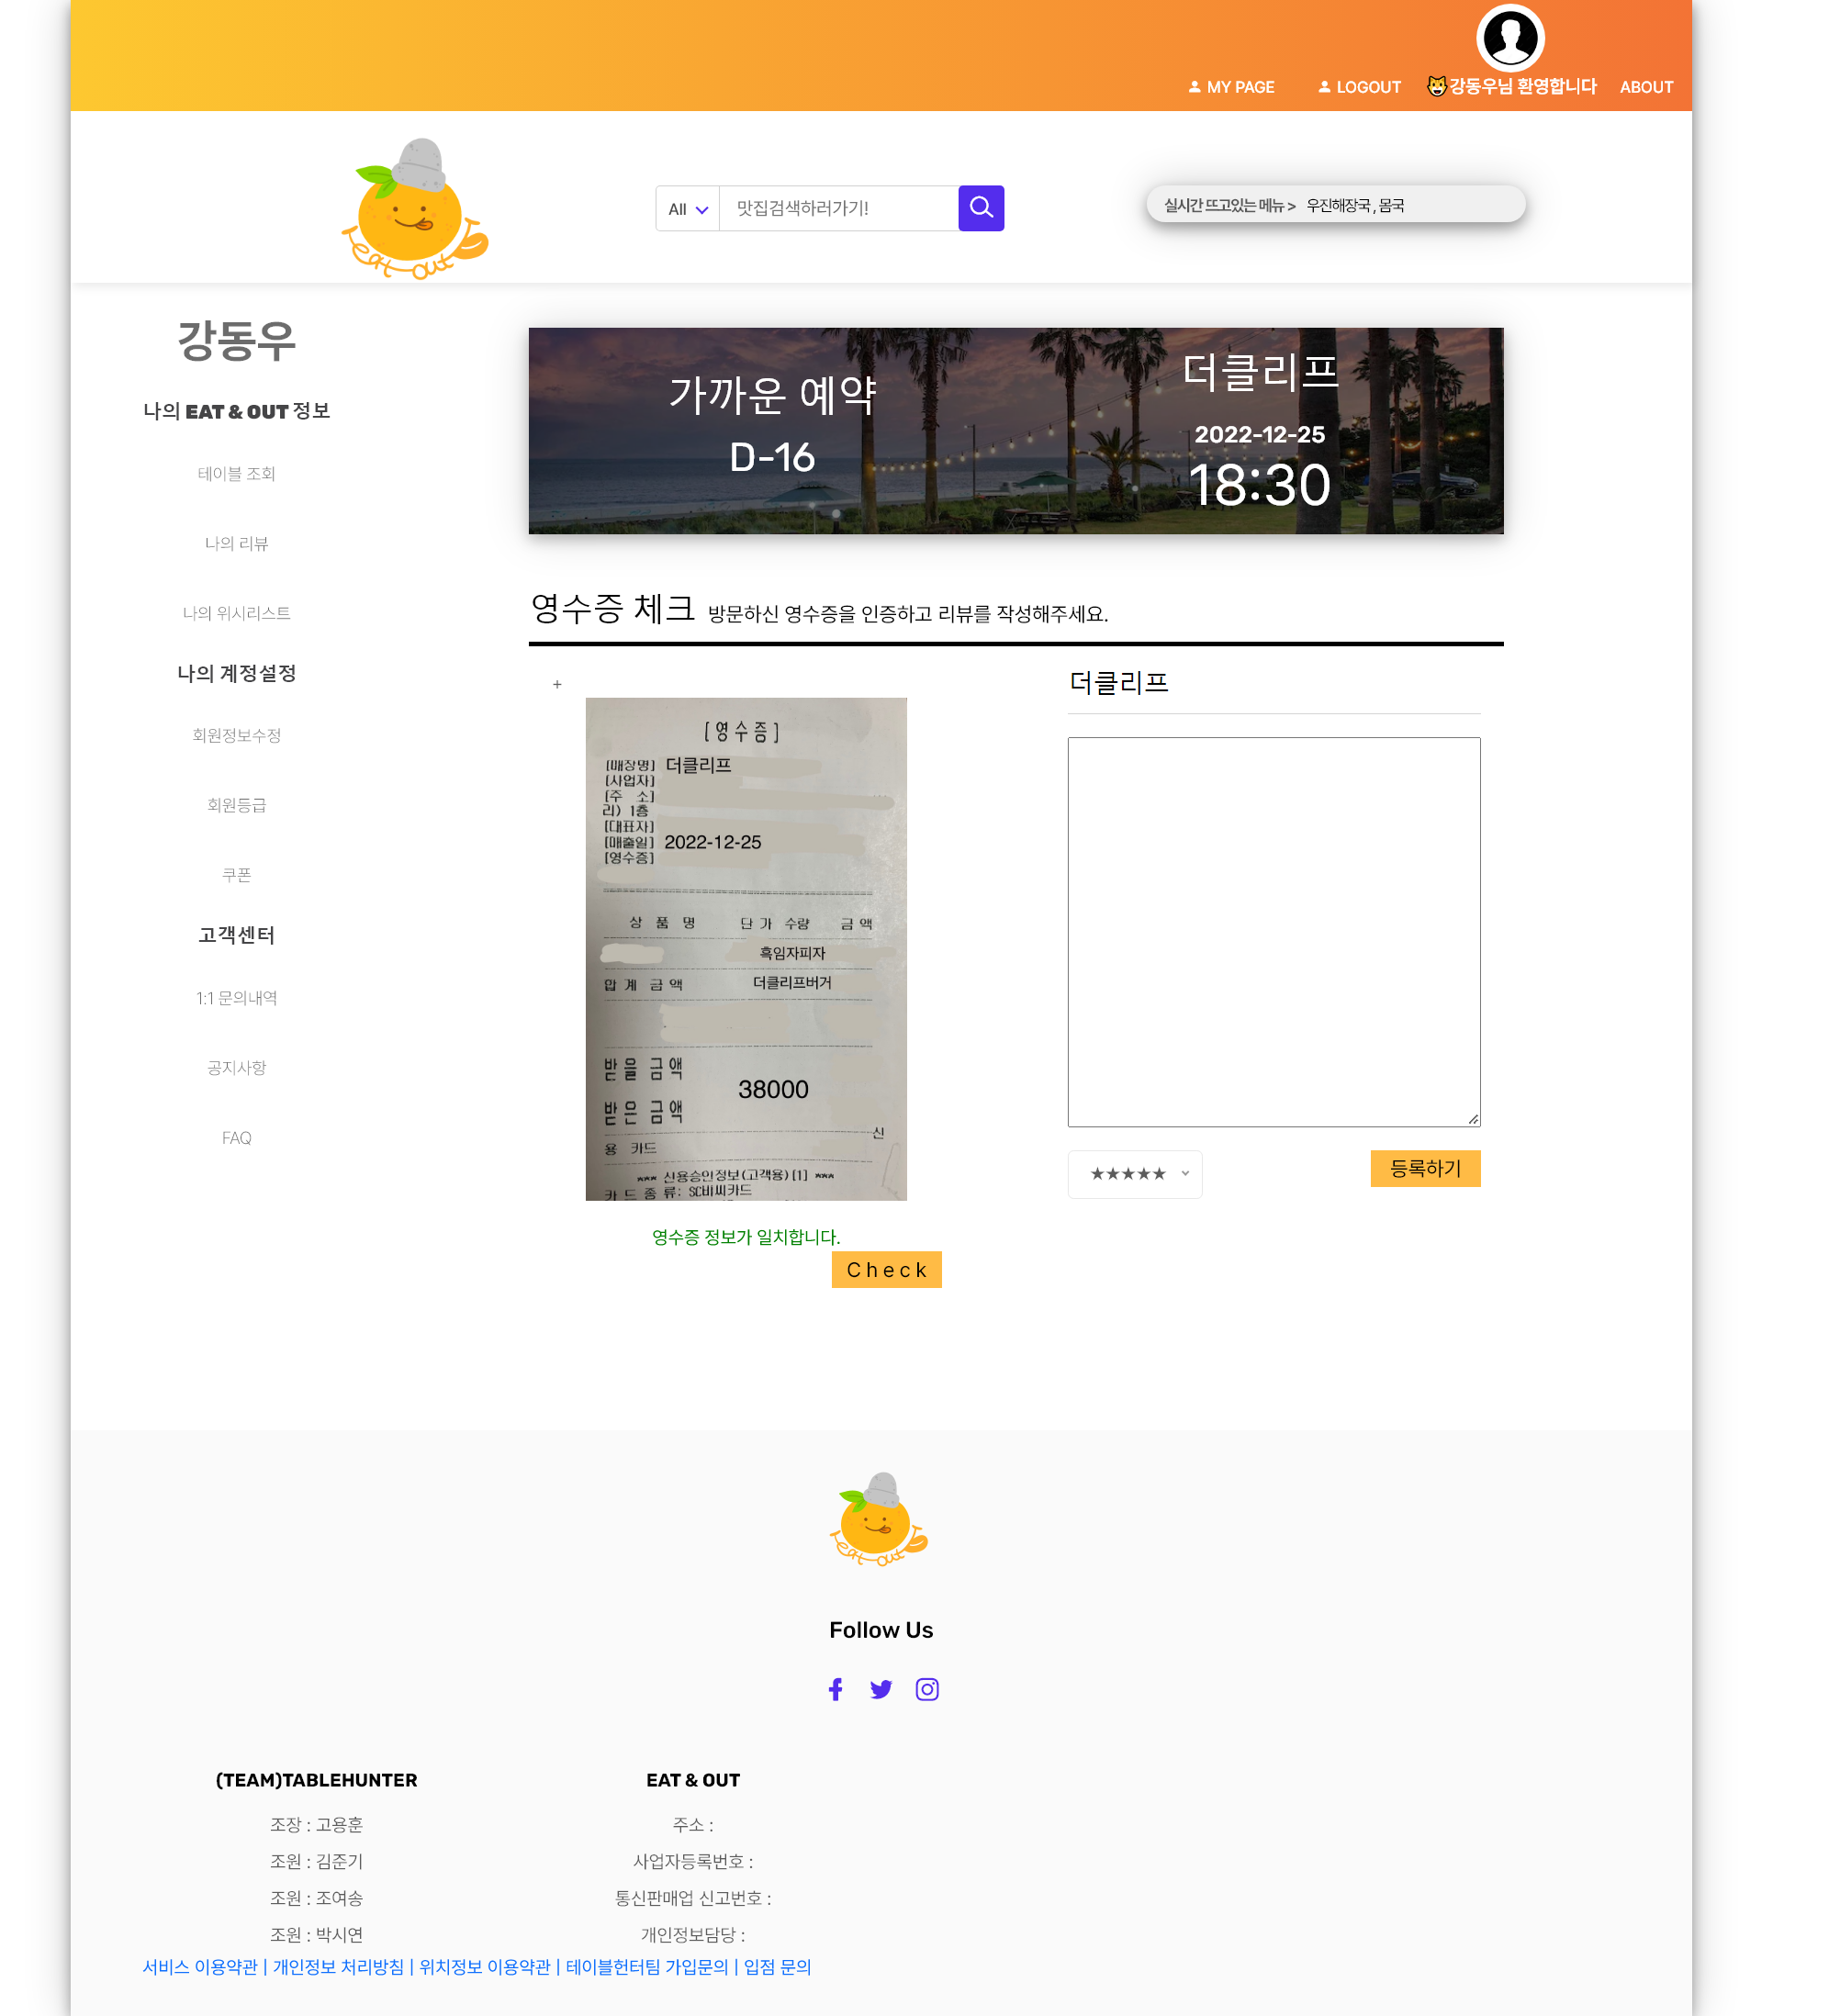 MY PAGE
LOGOUT
강동우님 환영합니다
ABOUT
eat out
All
맛집검색하러가기!
실시간 뜨고있는 메뉴 > 우진해장국 , 몸국
강동우
나의 EAT & OUT 정보
테이블 조회
나의 리뷰
나의 위시리스트
나의 계정설정
회원정보수정
회원등급
쿠폰
고객센터
1:1 문의내역
공지사항
FAQ
가까운 예약
D-16
더클리프
2022-12-25
18:30
영수증 체크 방문하신 영수증을 인증하고 리뷰를 작성해주세요.
+
[영수증]
[매장명] 더클리프
[사업자]
[주 소]
리) 1층
[대표자]
[매출일] 2022-12-25
[영수증]
상 품 명 단 가 수량 금 액
흑임자피자
합 계 금 액 더클리프버거
받 을 금 액
38000
받 은 금 액
신
용 카드
*** 신용승인정보(고객용)[1] ***
카 드 종 류: SC비씨카드
영수증 정보가 일치합니다.
Check
더클리프
★★★★★
등록하기
eat out
Follow Us
(TEAM)TABLEHUNTER
조장 : 고용훈
조원 : 김준기
조원 : 조여송
조원 : 박시연
EAT & OUT
주소 :
사업자등록번호 :
통신판매업 신고번호 :
개인정보담당 :
서비스 이용약관 | 개인정보 처리방침 | 위치정보 이용약관 | 테이블헌터팀 가입문의 | 입점 문의